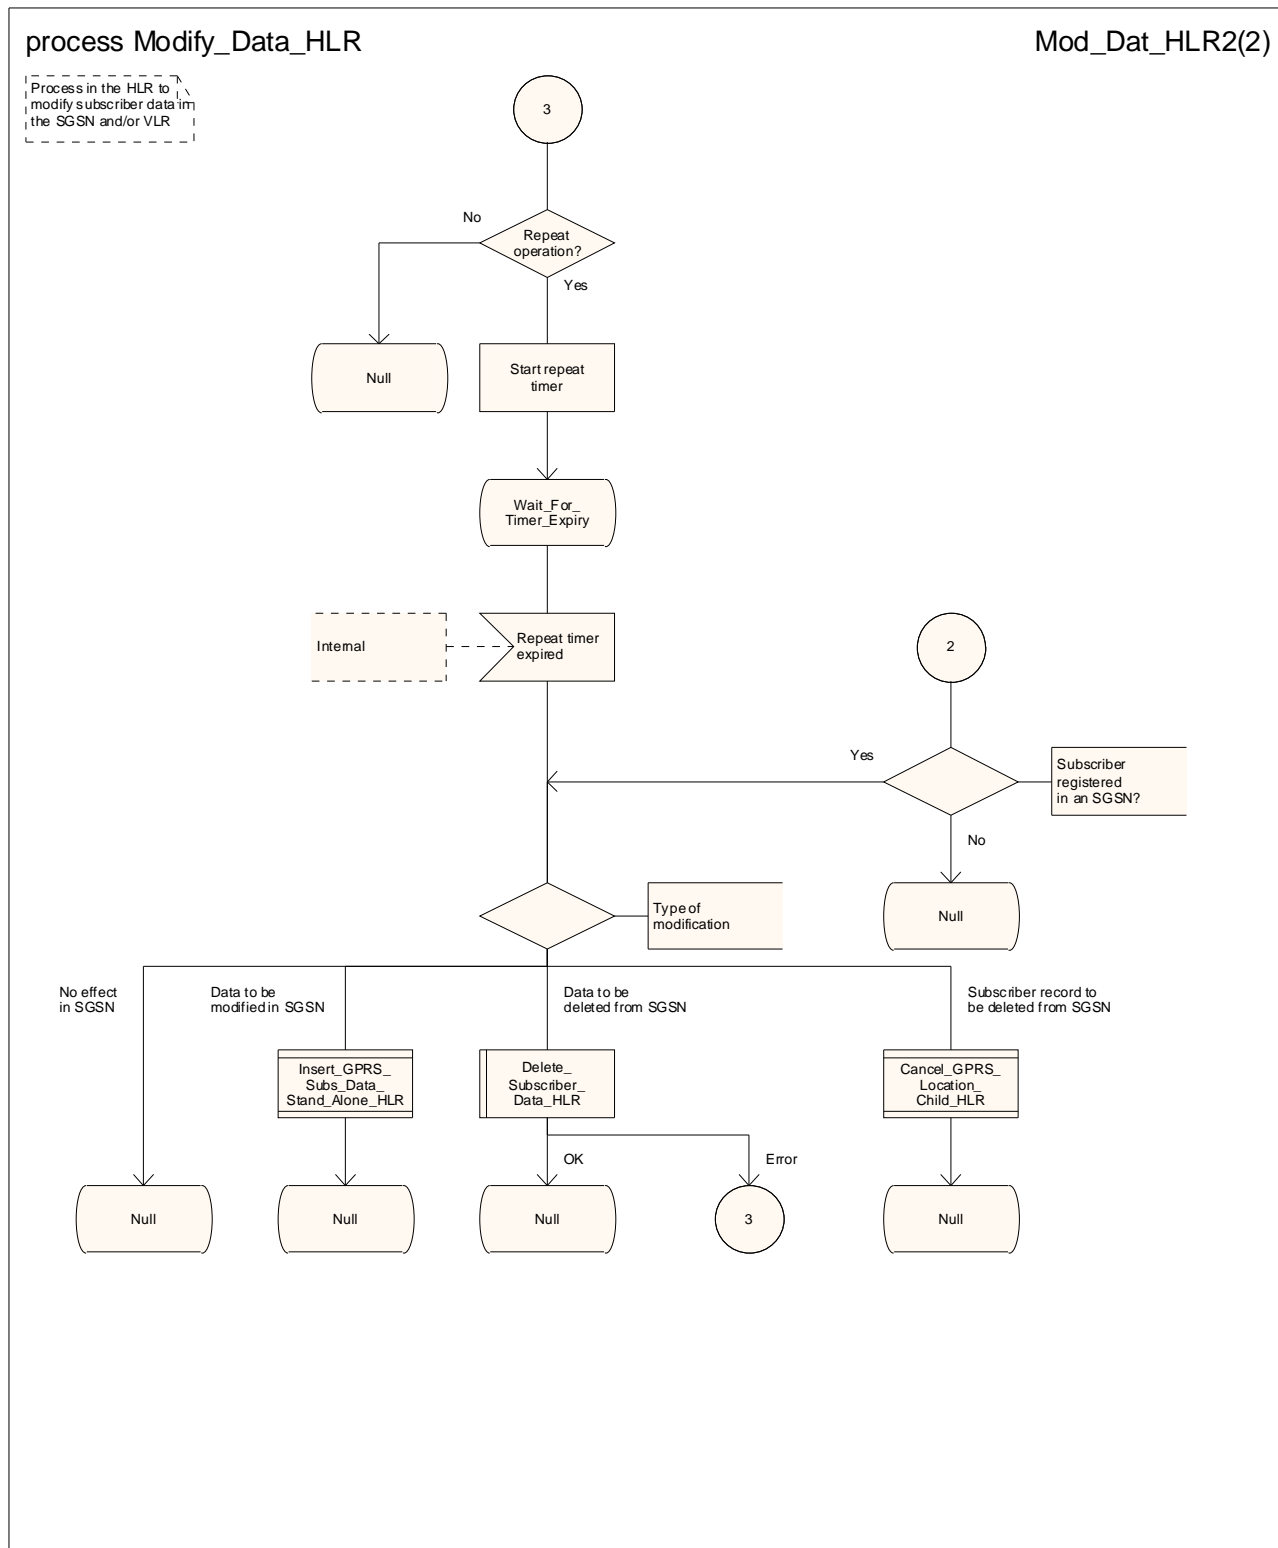 process Modify_Data_HLR
Mod_Dat_HLR2(2)
Process in the HLR to
modify subscriber data in
the SGSN and/or VLR
3
No
Repeat
operation?
Yes
Null
Start repeat
timer
Wait_For_
Timer_Expiry
Internal
Repeat timer
expired
2
Yes
Subscriber
registered
in an SGSN?
No
Type of
modification
Null
No effect
in SGSN
Data to be
modified in SGSN
Data to be
deleted from SGSN
Subscriber record to
be deleted from SGSN
Insert_GPRS_
Subs_Data_
Stand_Alone_HLR
Delete_
Subscriber_
Data_HLR
Cancel_GPRS_
Location_
Child_HLR
OK
Error
Null
Null
Null
3
Null